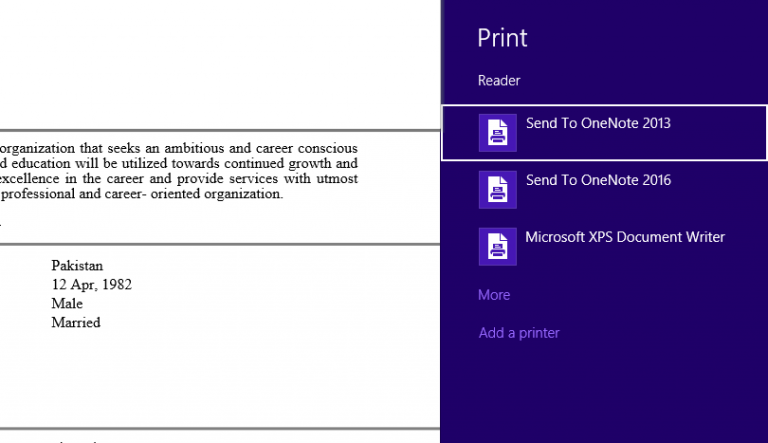 organization that seeks an ambitious and career conscious
d education will be utilized towards continued growth and
excellence in the career and provide services with utmost
professional and career- oriented organization.
.
Pakistan
12 Apr, 1982
Male
Married
Print
Reader
Send To OneNote 2013
Send To OneNote 2016
Microsoft XPS Document Writer
More
Add a printer